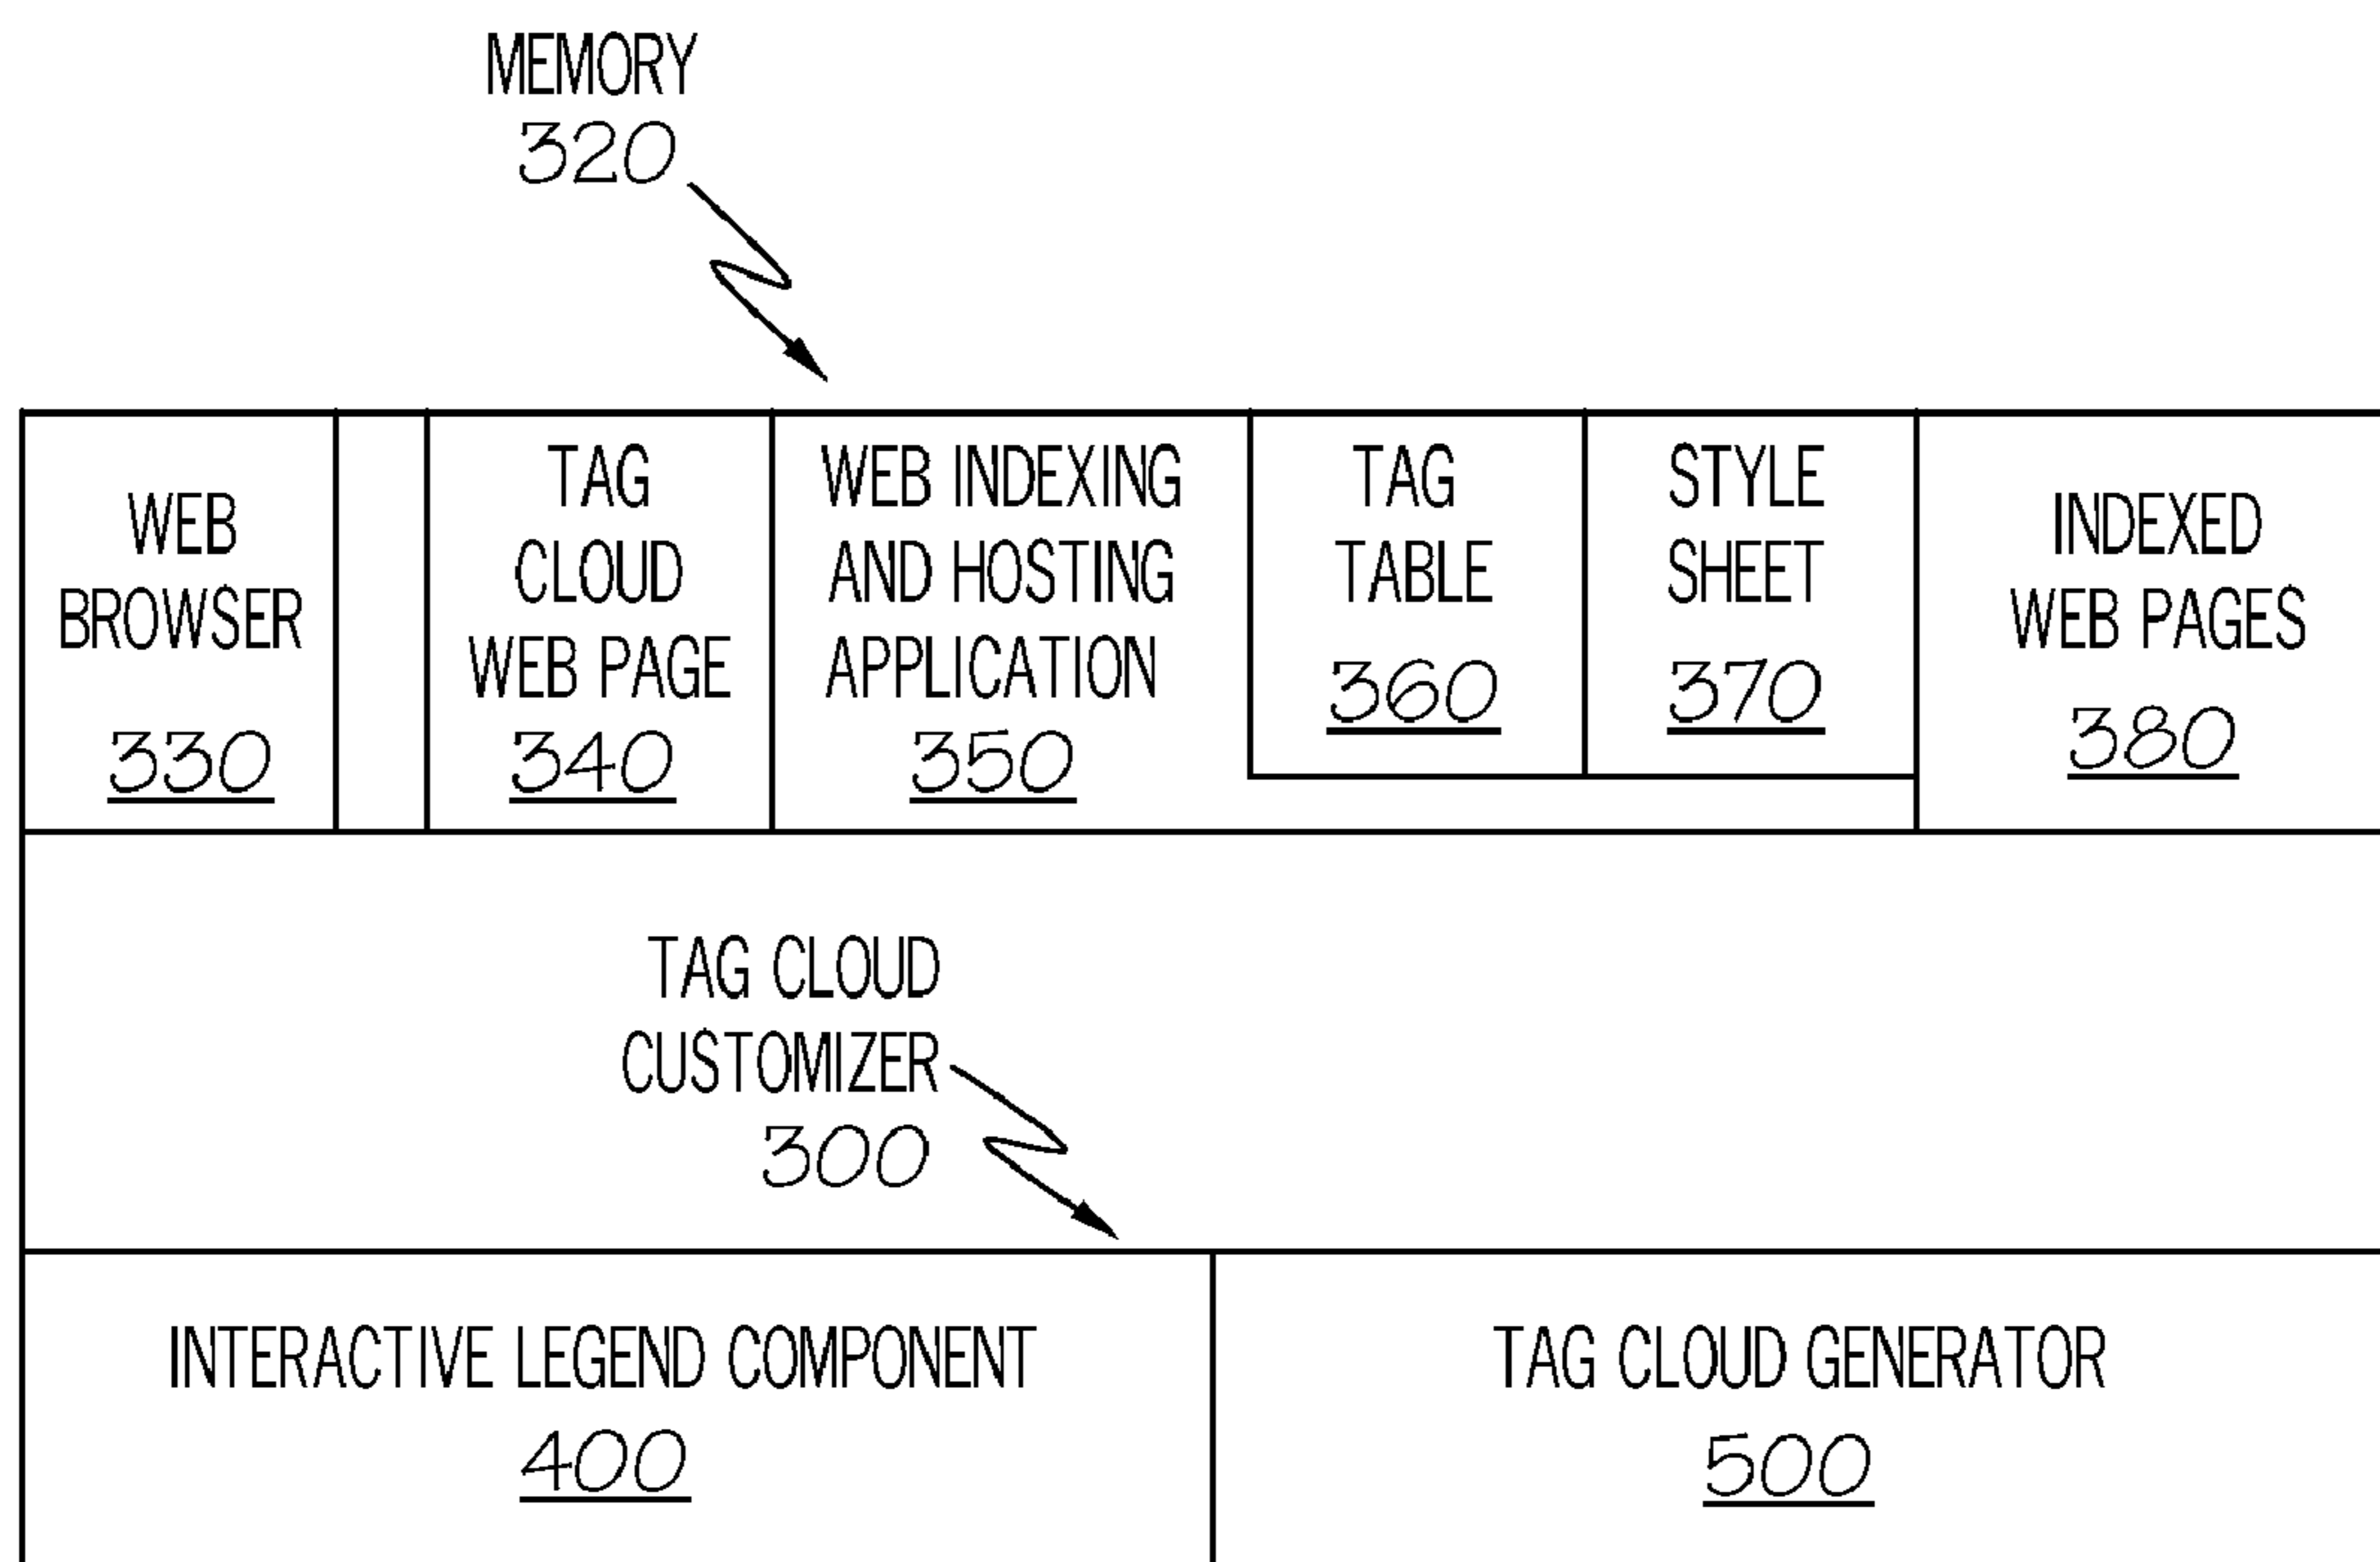 MEMORY
320
WEB
BROWSER
330
TAG
CLOUD
WEB PAGE
340
WEB INDEXING
AND HOSTING
APPLICATION
350
TAG
TABLE
360
STYLE
SHEET
370
INDEXED
WEB PAGES
380
TAG CLOUD
CUSTOMIZER
300
INTERACTIVE LEGEND COMPONENT
400
TAG CLOUD GENERATOR
500